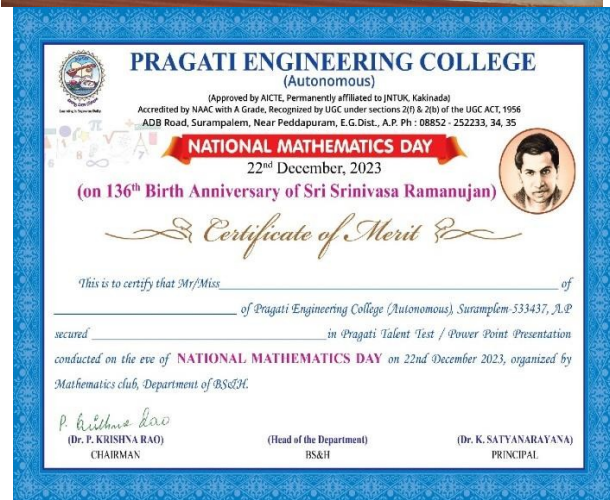 PRAGATI ENGINEERING COLLEGE
(Autonomous)
(Approved by AICTE, Permanently affiliated to JNTUK, Kakinada)
Accredited by NAAC with A Grade, Recognized by UGC under sections 2(f) & 2(b) of the UGC ACT, 1956
ADB Road, Surampalem, Near Peddapuram, E.G.Dist., A.P. Ph : 08852 - 252233, 34, 35
NATIONAL MATHEMATICS DAY
22nd December, 2023
(on 136th Birth Anniversary of Sri Srinivasa Ramanujan)
Certificate of Merit
This is to certify that Mr/Miss of
of Pragati Engineering College (Autonomous), Suramplem-533437, A.P
secured in Pragati Talent Test / Power Point Presentation
conducted on the eve of NATIONAL MATHEMATICS DAY on 22nd December 2023, organized by
Mathematics club, Department of BS&H.
P. Krishna Rao
(Dr. P. KRISHNA RAO) (Head of the Department) (Dr. K. SATYANARAYANA)
CHAIRMAN BS&H PRINCIPAL